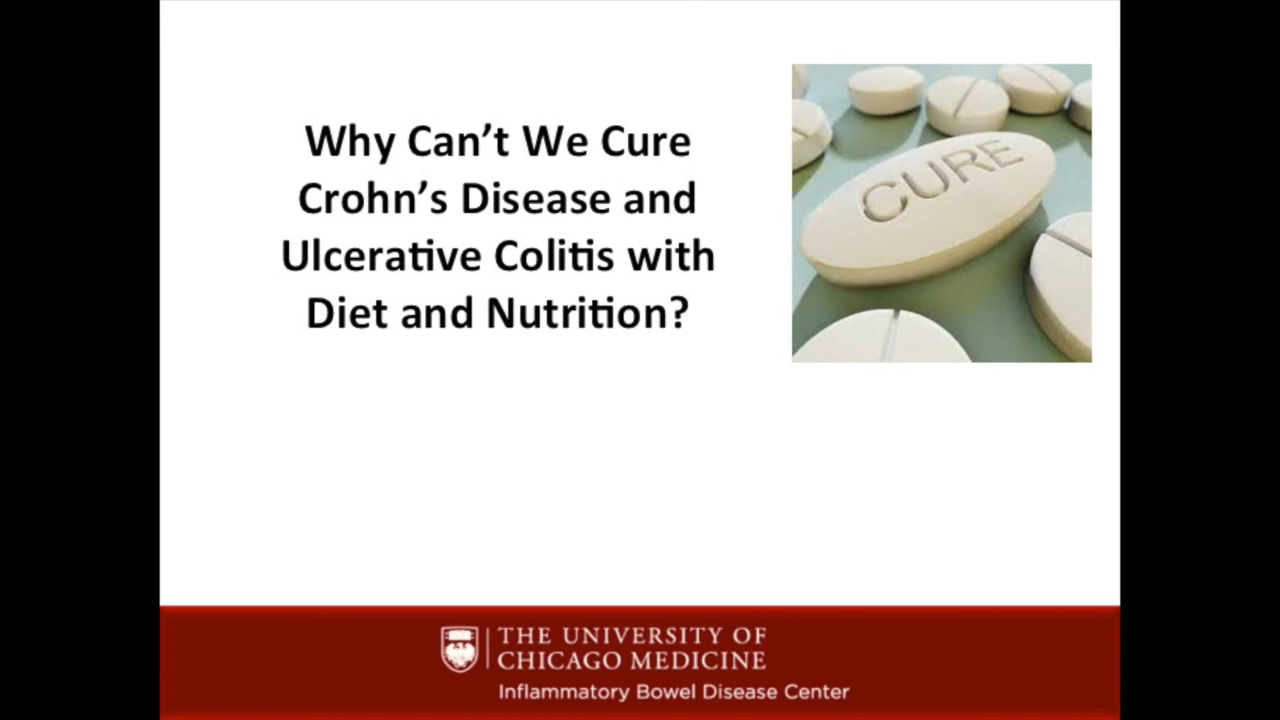 Why Can’t We Cure
Crohn’s Disease and
Ulcerative Colitis with
Diet and Nutrition?
CURE
THE UNIVERSITY OF
CHICAGO MEDICINE
Inflammatory Bowel Disease Center